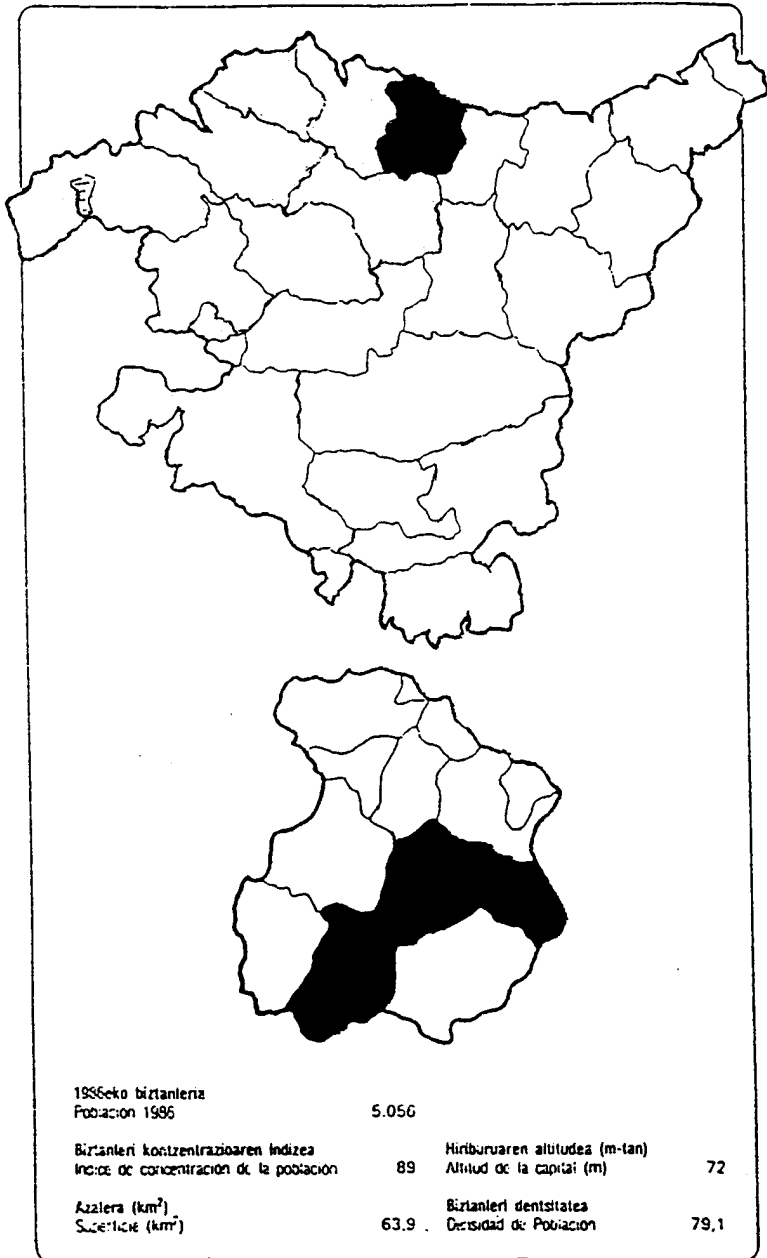 1986eko biztanleria
Población 1986 5.056
Biztanleri kontzentrazioaren Indizea
Indice de concentración de la población 89
Hiriburuaren altitudea (m-tan)
Altitud de la capital (m) 72
Azalera (km²)
Superficie (km²) 63.9
Biztanleri dentsitatea
Densidad de Población 79,1